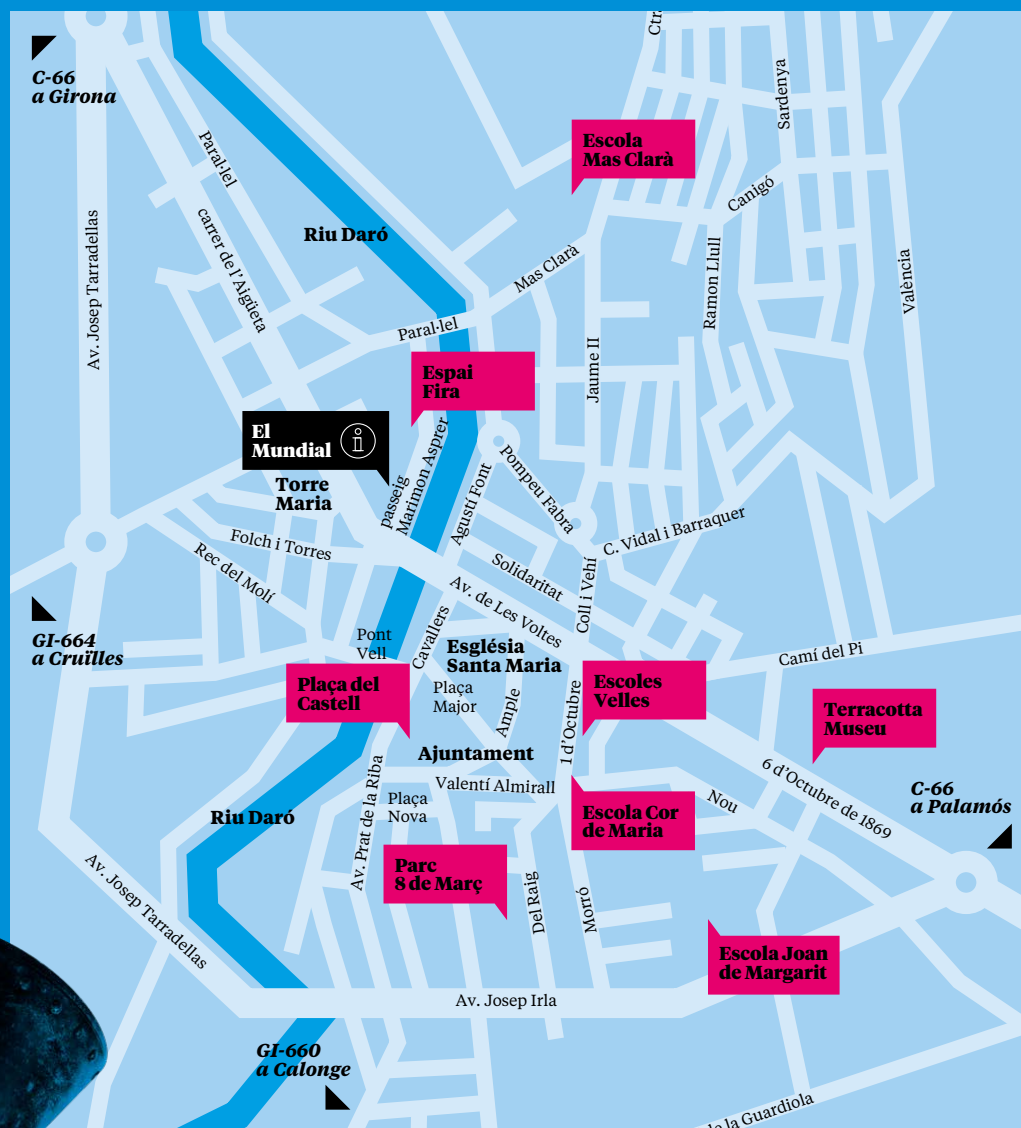 Ctra
C-66
a Girona
Sardenya
Escola
Mas Clarà
Paral·lel
Canigó
carrer de l'Aigüeta
Riu Daró
Av. Josep Tarradellas
Mas Clarà
Ramon Llull
València
Paral·lel
Jaume II
Espai
Fira
El
Mundial
i
Torre
Maria
passeig
Marimon Asprer
Agustí Font
Pompeu Fabra
C. Vidal i Barraquer
Folch i Torres
Rec del Molí
Solidaritat
Coll i Vehí
Av. de Les Voltes
GI-664
a Cruïlles
Pont
Vell
Cavallers
Església
Santa Maria
Camí del Pi
Plaça del
Castell
Plaça
Major
Ample
Escoles
Velles
1 d'Octubre
Terracotta
Museu
Ajuntament
6 d'Octubre de 1869
C-66
a Palamós
Valentí Almirall
Plaça
Nova
Riu Daró
Av. Prat de la Riba
Escola Cor
de Maria
Nou
Parc
8 de Març
Av. Josep Tarradellas
Del Raig
Morró
Escola Joan
de Margarit
Av. Josep Irla
GI-660
a Calonge
de la Guardiola